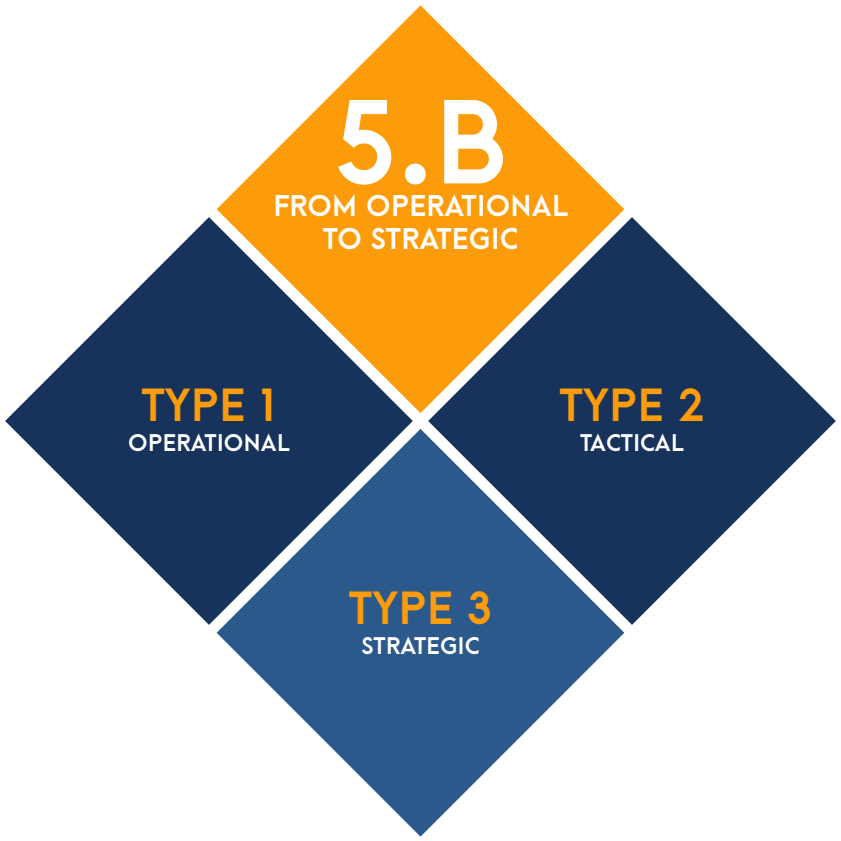 5.B
FROM OPERATIONAL
TO STRATEGIC
TYPE 1
OPERATIONAL
TYPE 2
TACTICAL
TYPE 3
STRATEGIC